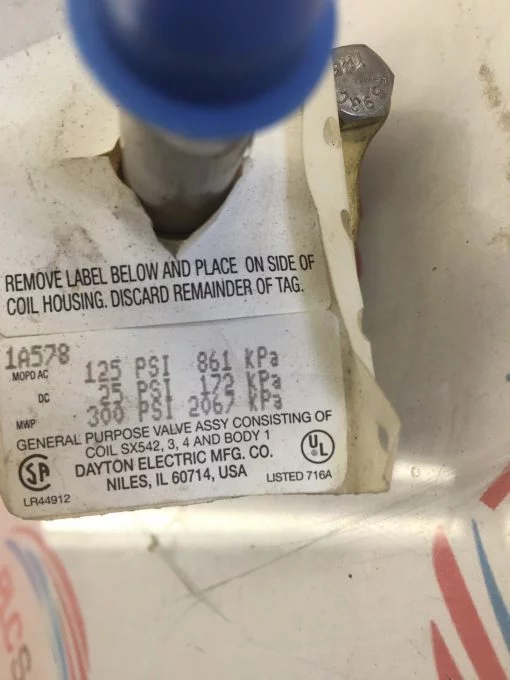 REMOVE LABEL BELOW AND PLACE ON SIDE OF
COIL HOUSING. DISCARD REMAINDER OF TAG.
1A578
MOPD AC 125 PSI 861 kPa
DC 25 PSI 172 kPa
MWP 300 PSI 2067 kPa
GENERAL PURPOSE VALVE ASSY CONSISTING OF
COIL SX542, 3, 4 AND BODY 1
DAYTON ELECTRIC MFG. CO.
NILES, IL 60714, USA
SA
LR44912
UL
LISTED 716A